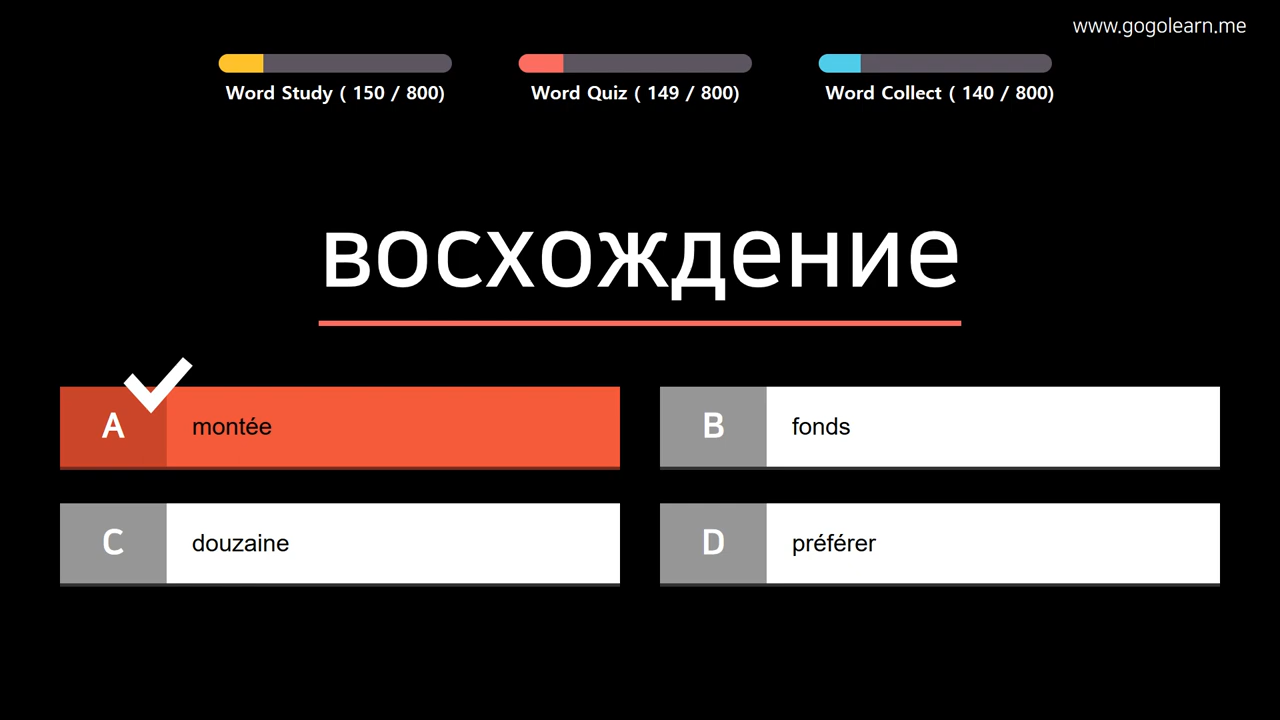 www.gogolearn.me
Word Study ( 150 / 800)
Word Quiz ( 149 / 800)
Word Collect ( 140 / 800)
восхождение
A montée
B fonds
C douzaine
D préférer